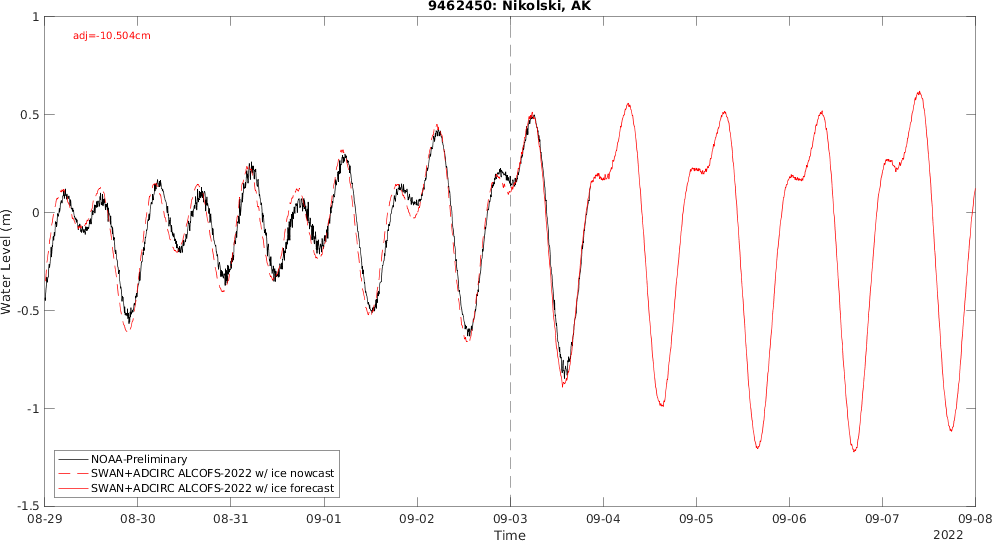 9462450: Nikolski, AK
adj=-10.504cm
1
0.5
0
-0.5
-1
-1.5
Water Level (m)
NOAA-Preliminary
SWAN+ADCIRC ALCOFS-2022 w/ ice nowcast
SWAN+ADCIRC ALCOFS-2022 w/ ice forecast
08-29 08-30 08-31 09-01 09-02 09-03 09-04 09-05 09-06 09-07 09-08
Time
2022